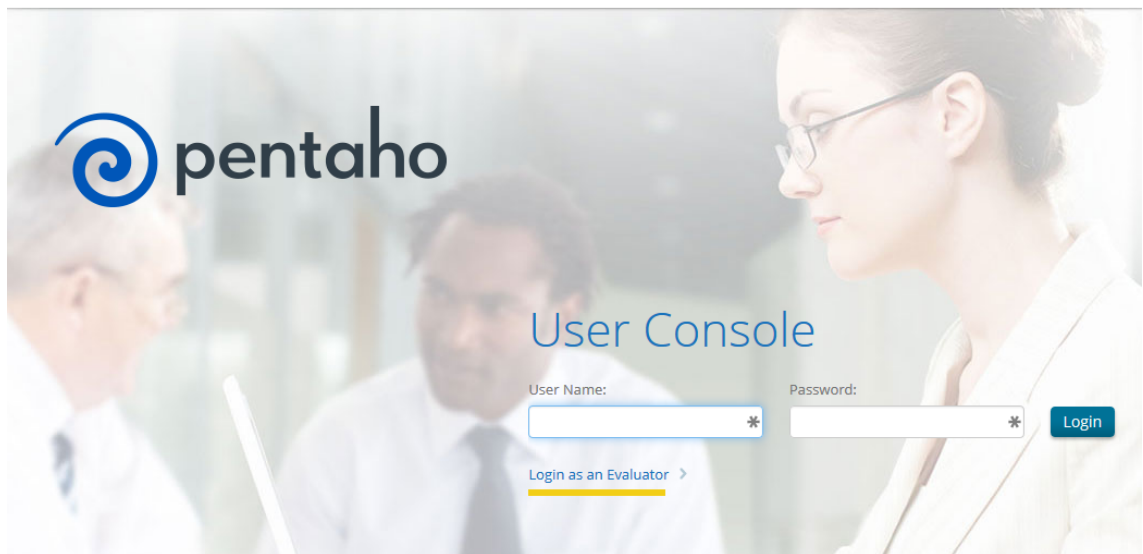 pentaho
User Console
User Name:
Password:
Login
Login as an Evaluator